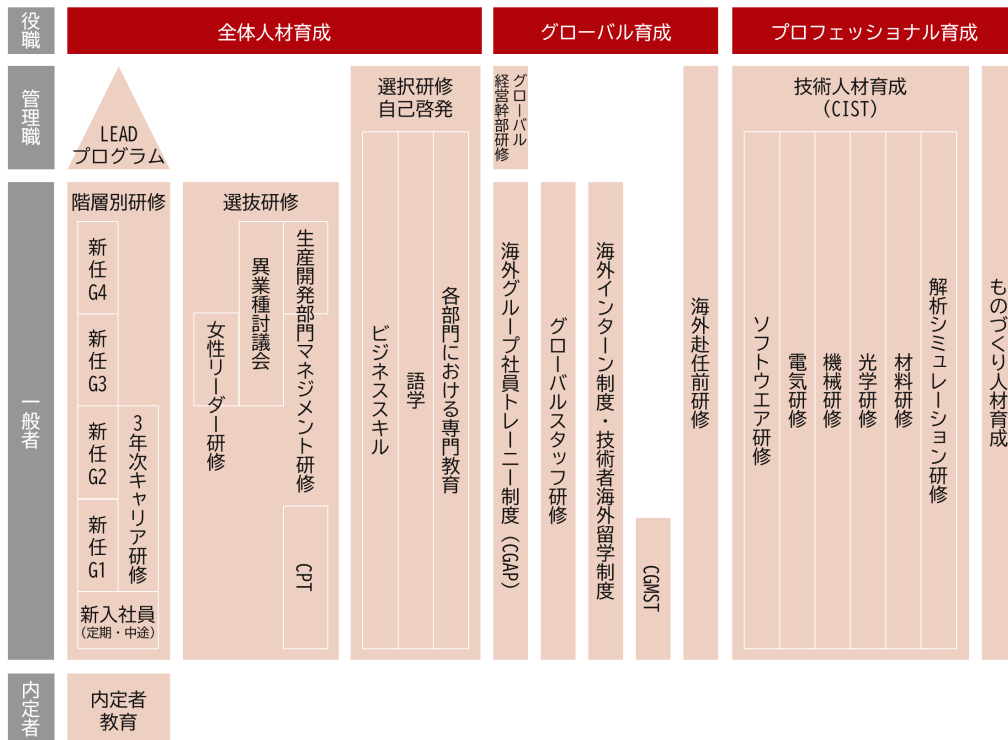 役職
全体人材育成
グローバル育成
プロフェッショナル育成
管理職
LEAD
プログラム
選択研修
自己啓発
グローバル
経営幹部研修
技術人材育成
(CIST)
一般者
階層別研修
新任G4
新任G3
新任G2
新任G1
3年次キャリア研修
新入社員
(定期・中途)
選抜研修
女性リーダー研修
異業種討議会
生産開発部門マネジメント研修
CPT
ビジネススキル
語学
各部門における専門教育
海外グループ社員トレーニー制度(CGAP)
グローバルスタッフ研修
海外インターン制度・技術者海外留学制度
CGMST
海外赴任前研修
ソフトウエア研修
電気研修
機械研修
光学研修
材料研修
解析シミュレーション研修
ものづくり人材育成
内定者
内定者
教育